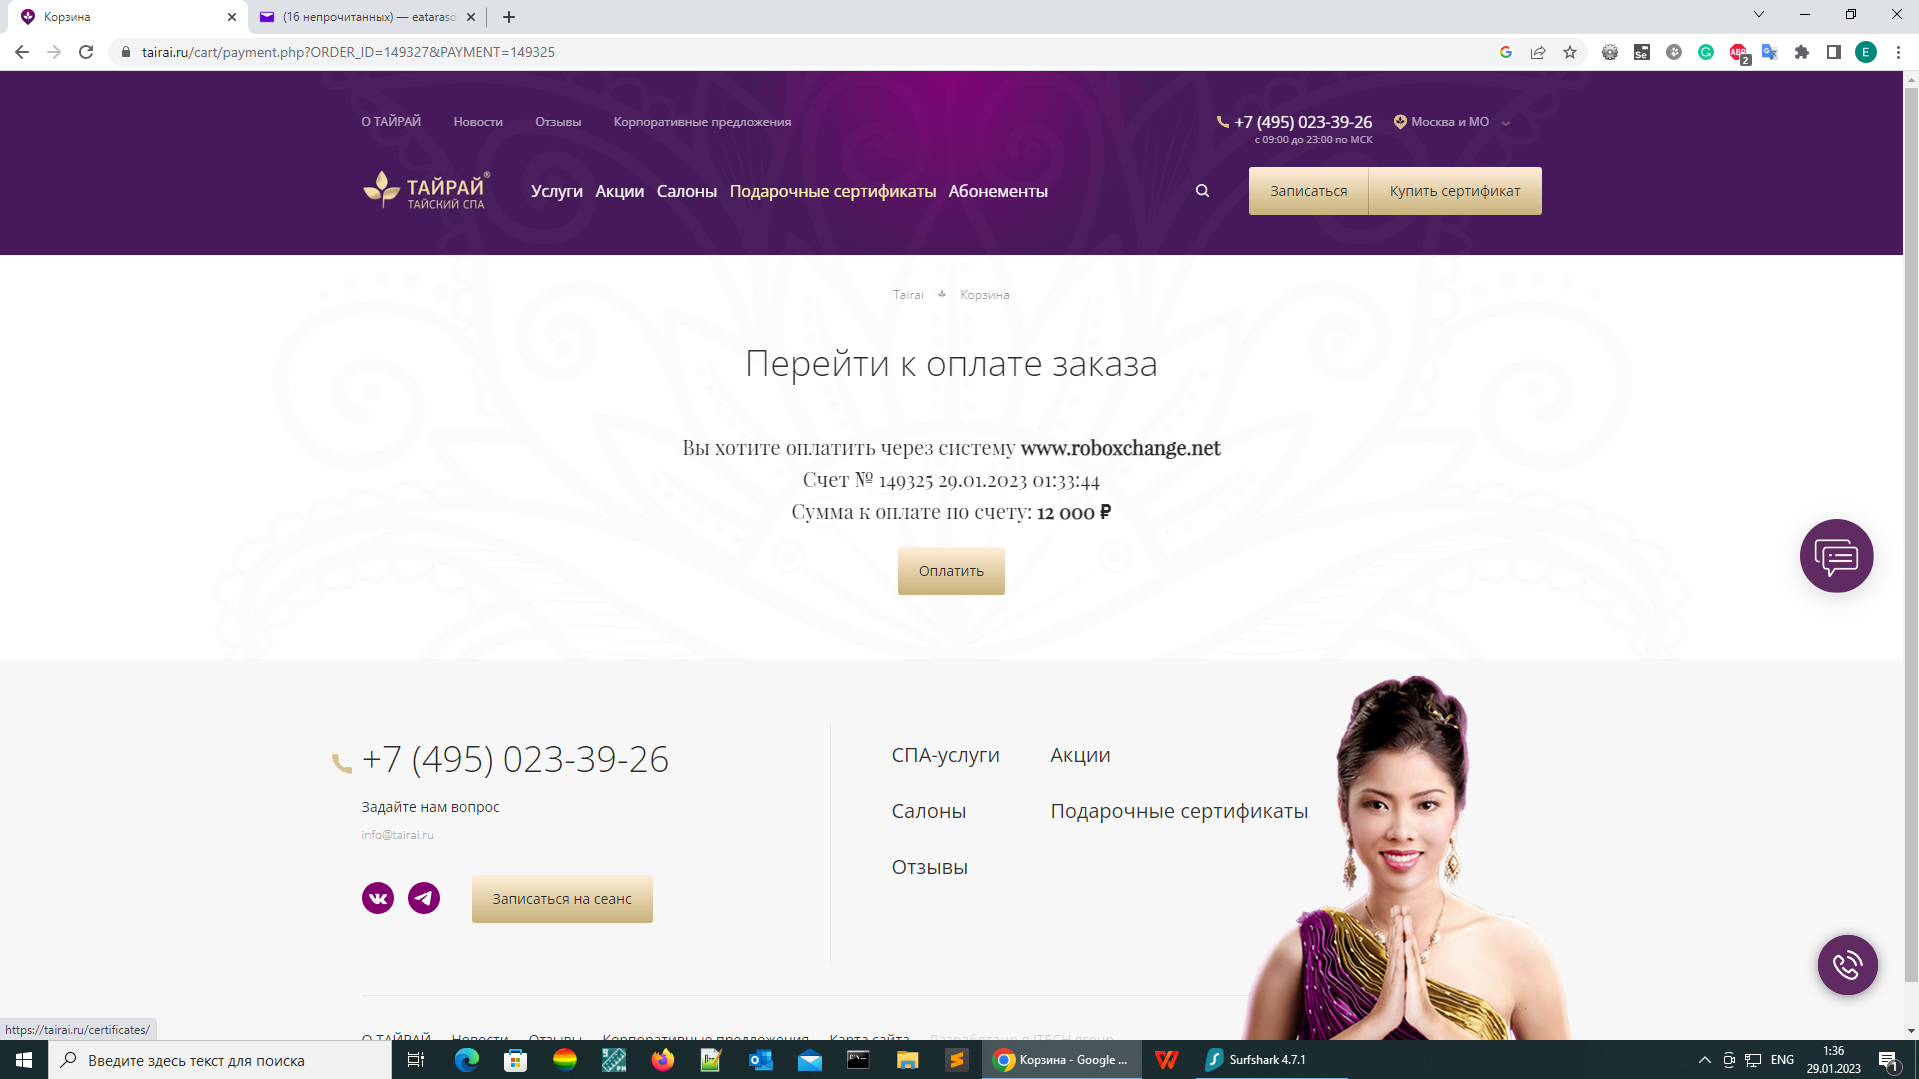 Корзина
(16 непрочитанных) — eataraso
tairai.ru/cart/payment.php?ORDER_ID=149327&PAYMENT=149325
О ТАЙРАЙ
Новости
Отзывы
Корпоративные предложения
+7 (495) 023-39-26
с 09:00 до 23:00 по МСК
Москва и МО
ТАЙРАЙ®
ТАЙСКИЙ СПА
Услуги
Акции
Салоны
Подарочные сертификаты
Абонементы
Записаться
Купить сертификат
Tairai
Корзина
Перейти к оплате заказа
Вы хотите оплатить через систему www.roboxchange.net
Счет № 149325 29.01.2023 01:33:44
Сумма к оплате по счету: 12 000 ₽
Оплатить
+7 (495) 023-39-26
Задайте нам вопрос
info@tairai.ru
Записаться на сеанс
СПА-услуги
Акции
Салоны
Подарочные сертификаты
Отзывы
https://tairai.ru/certificates/
О ТАЙРАЙ
Новости
Отзывы
Корпоративные предложения
Карта сайта
Разработано в ITECH.group
Введите здесь текст для поиска
Корзина - Google ...
Surfshark 4.7.1
ENG
1:36
29.01.2023